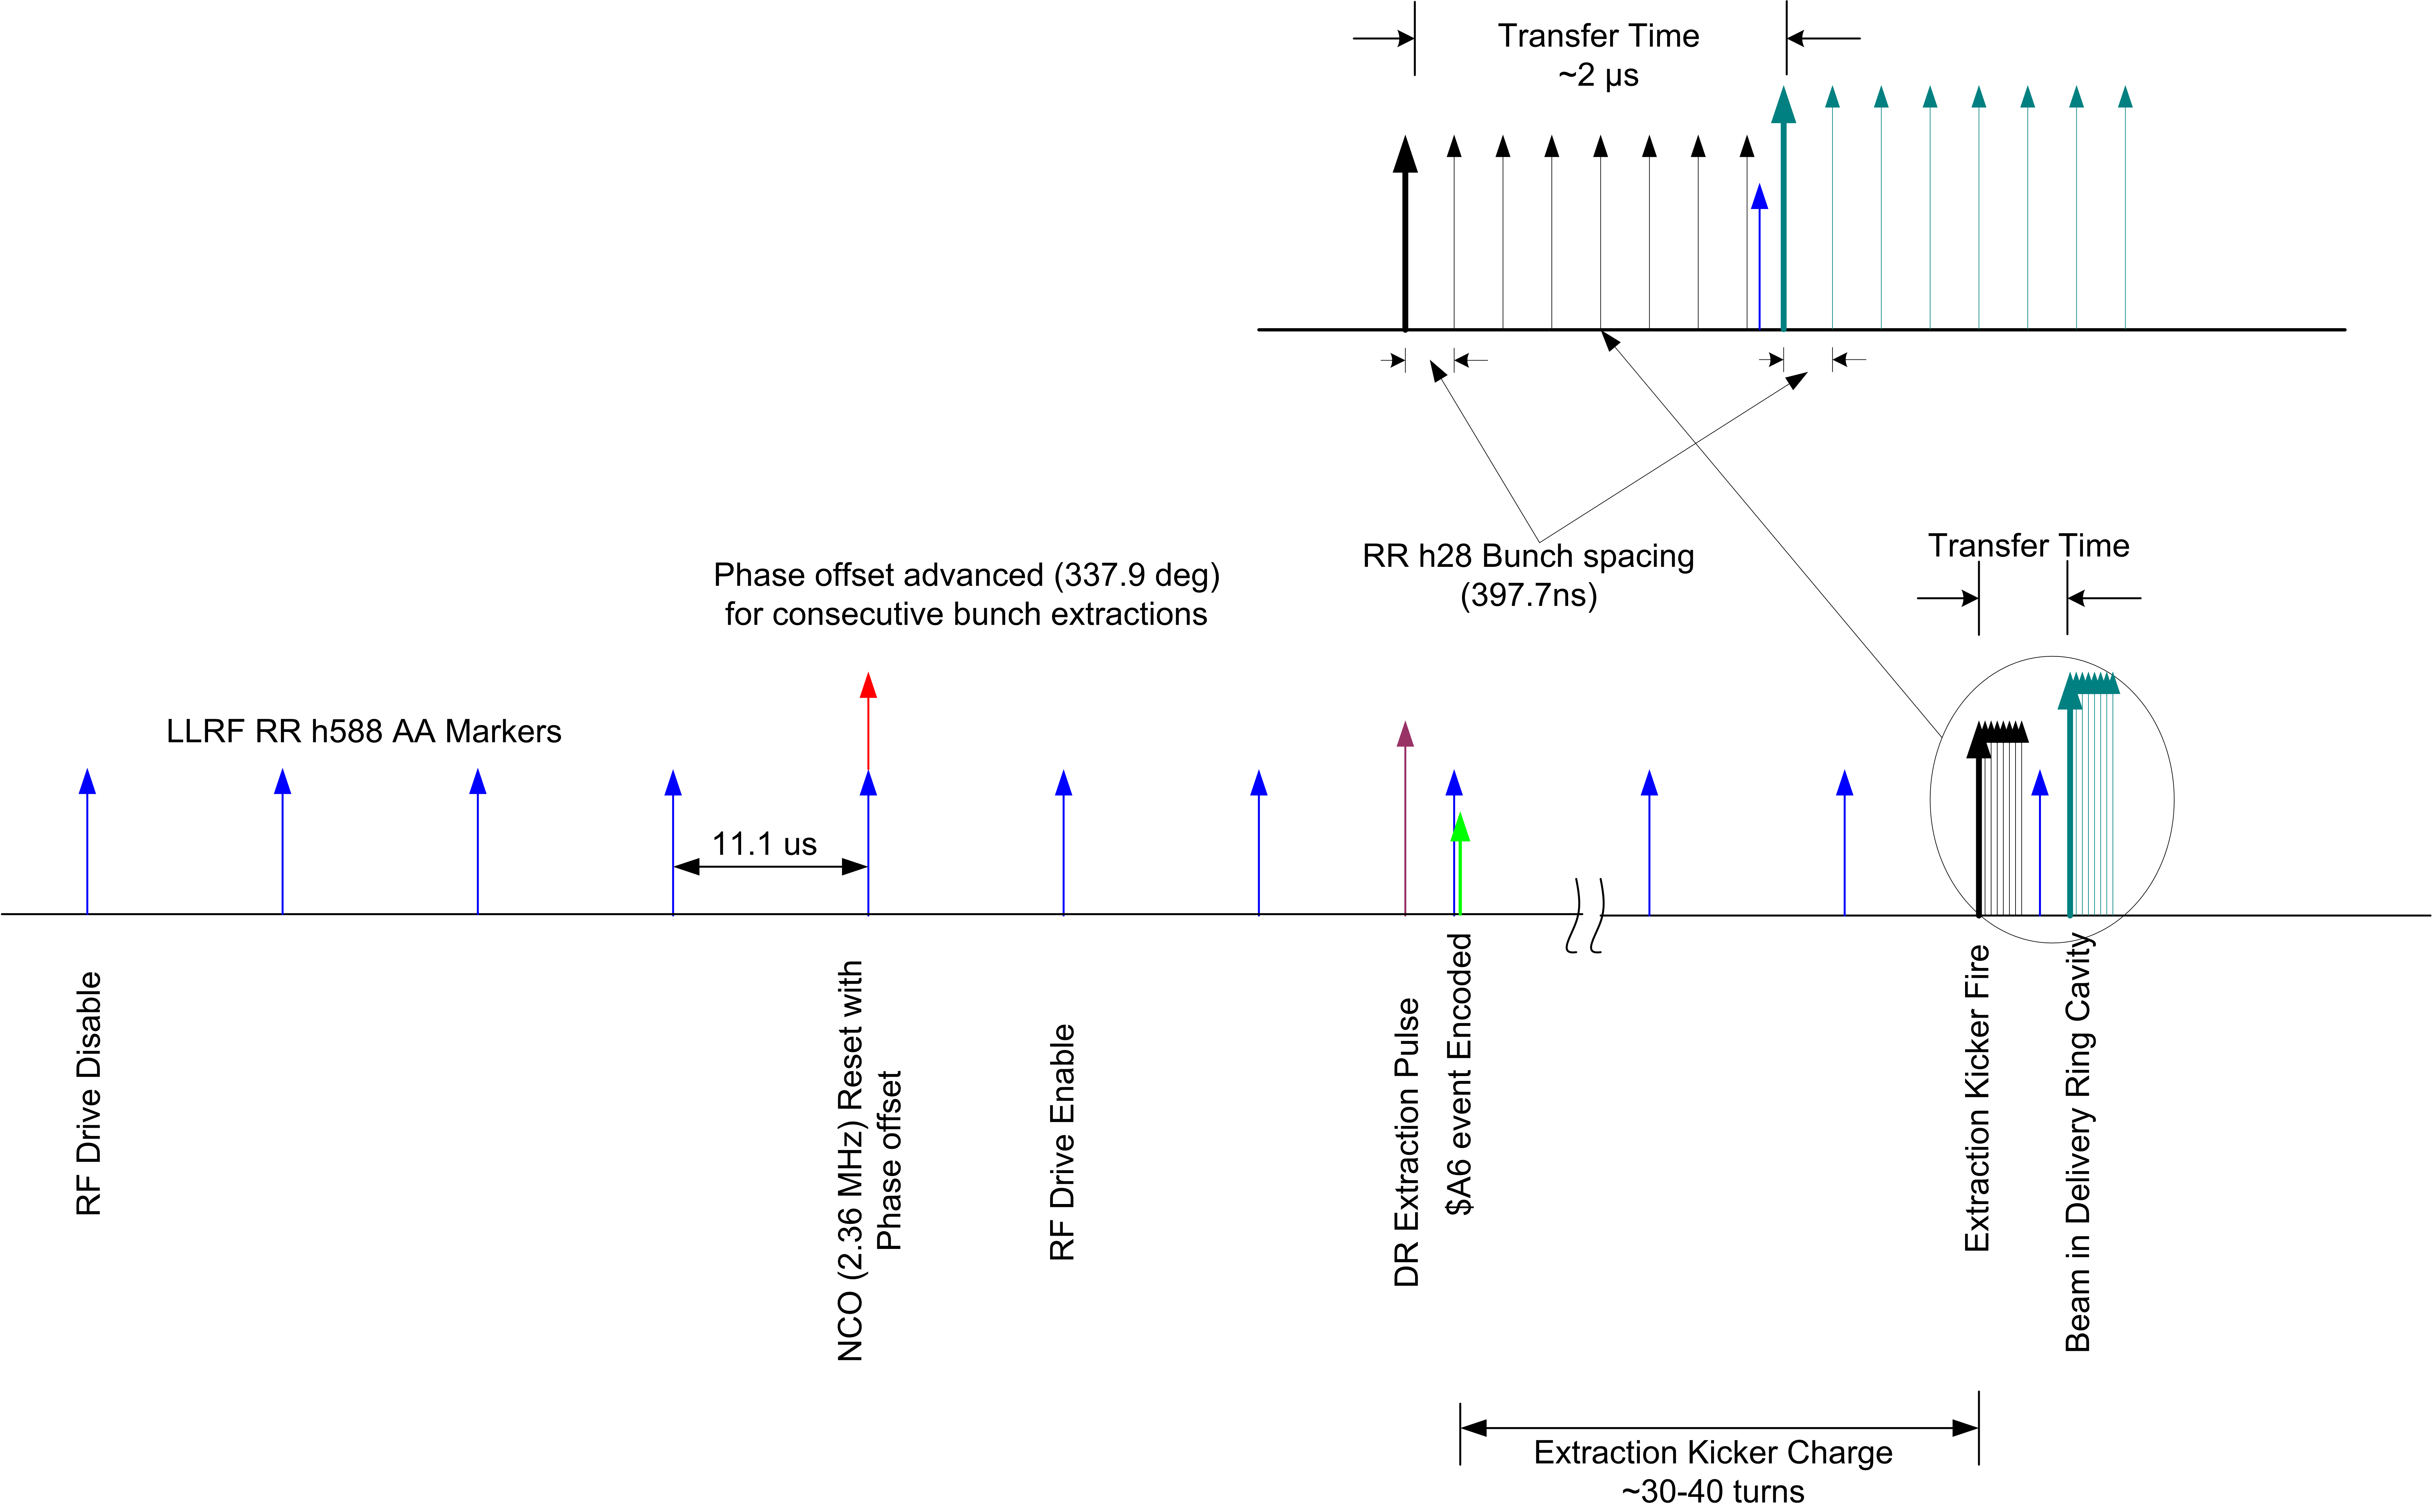 Transfer Time
~2 µs
Phase offset advanced (337.9 deg)
for consecutive bunch extractions
RR h28 Bunch spacing
(397.7ns)
Transfer Time
LLRF RR h588 AA Markers
11.1 us
RF Drive Disable
NCO (2.36 MHz) Reset with
Phase offset
RF Drive Enable
DR Extraction Pulse
$A6 event Encoded
Extraction Kicker Fire
Beam in Delivery Ring Cavity
Extraction Kicker Charge
~30-40 turns